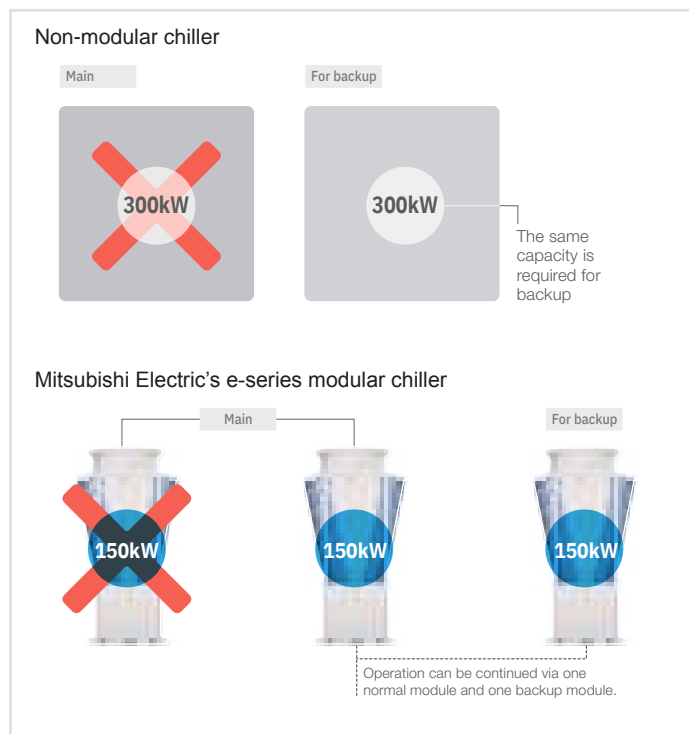 Non-modular chiller
Main
For backup
300kW
300kW
The same
capacity is
required for
backup
Mitsubishi Electric’s e-series modular chiller
Main
For backup
150kW
150kW
150kW
Operation can be continued via one
normal module and one backup module.